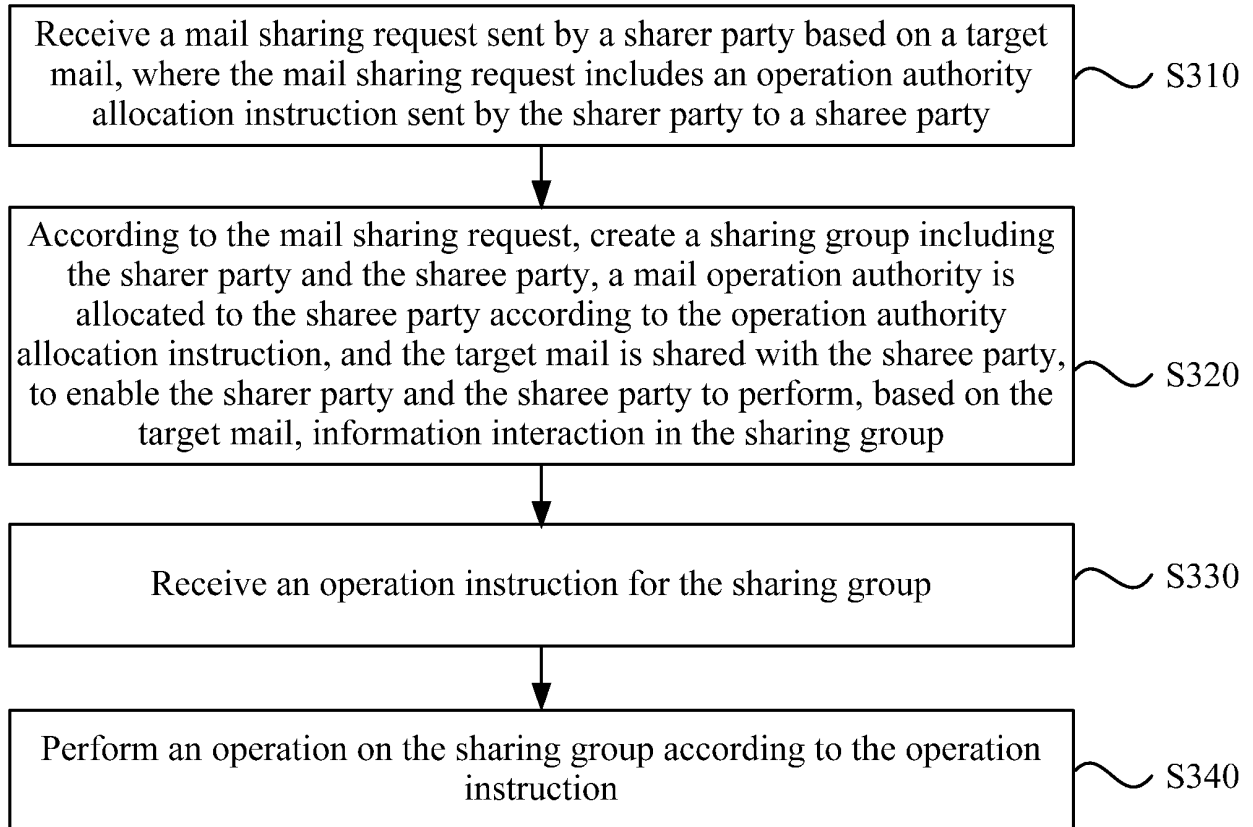 Receive a mail sharing request sent by a sharer party based on a target
mail, where the mail sharing request includes an operation authority
allocation instruction sent by the sharer party to a sharee party
S310
According to the mail sharing request, create a sharing group including
the sharer party and the sharee party, a mail operation authority is
allocated to the sharee party according to the operation authority
allocation instruction, and the target mail is shared with the sharee party,
to enable the sharer party and the sharee party to perform, based on the
target mail, information interaction in the sharing group
S320
Receive an operation instruction for the sharing group
S330
Perform an operation on the sharing group according to the operation
instruction
S340